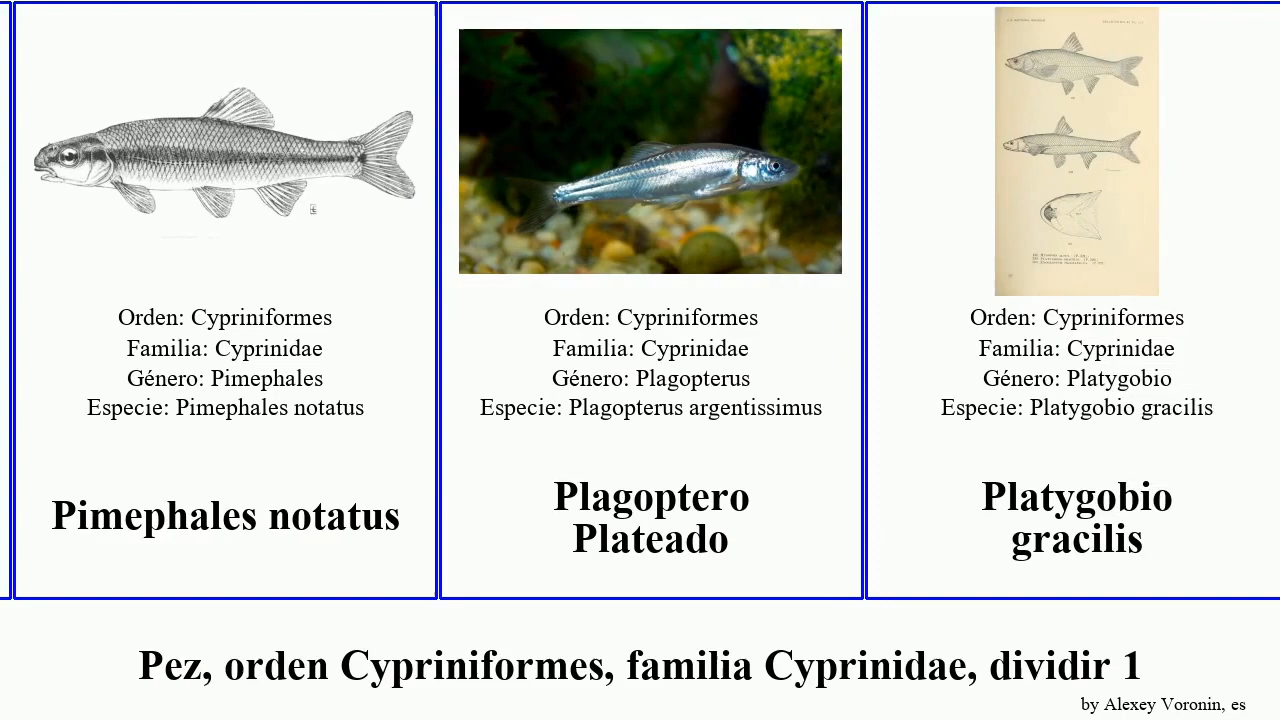 Orden: Cypriniformes
Familia: Cyprinidae
Género: Pimephales
Especie: Pimephales notatus
Pimephales notatus
Orden: Cypriniformes
Familia: Cyprinidae
Género: Plagopterus
Especie: Plagopterus argentissimus
Plagoptero
Plateado
Orden: Cypriniformes
Familia: Cyprinidae
Género: Platygobio
Especie: Platygobio gracilis
Platygobio
gracilis
Pez, orden Cypriniformes, familia Cyprinidae, dividir 1
by Alexey Voronin, es